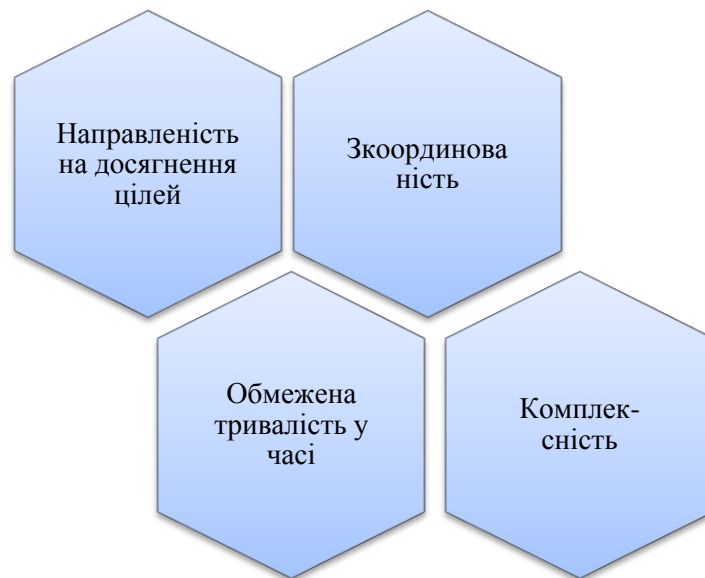 Направленість
на досягнення
цілей
Зкоординова
ність
Обмежена
тривалість у
часі
Комплек-
сність